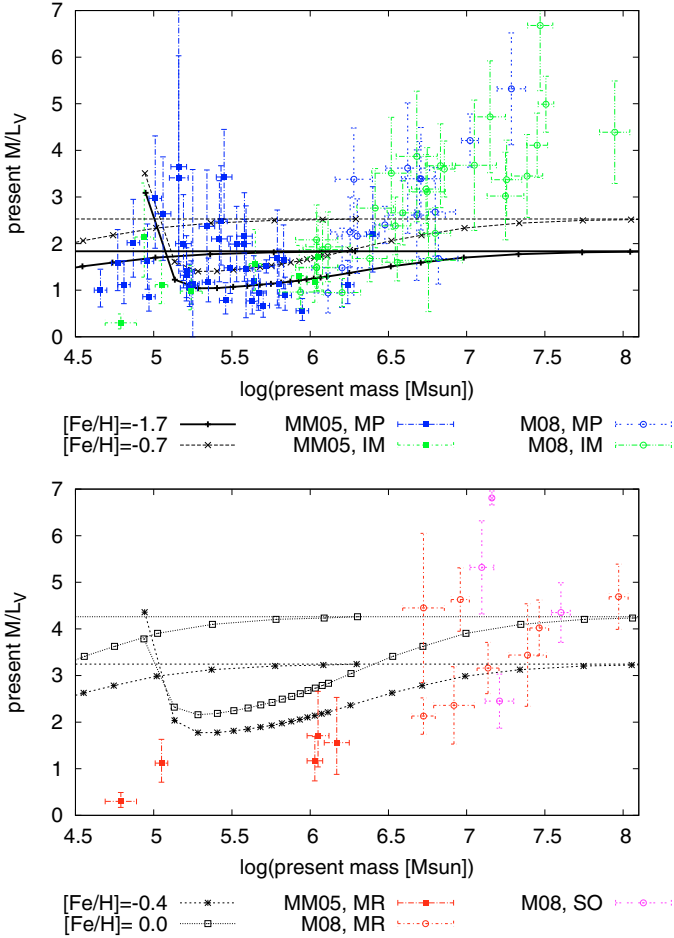 7
6
5
4
3
2
1
0
present M/L_V
4.5 5 5.5 6 6.5 7 7.5 8
log(present mass [Msun])
[Fe/H]=-1.7 MM05, MP M08, MP
[Fe/H]=-0.7 MM05, IM M08, IM
7
6
5
4
3
2
1
0
present M/L_V
4.5 5 5.5 6 6.5 7 7.5 8
log(present mass [Msun])
[Fe/H]=-0.4 MM05, MR M08, SO
[Fe/H]= 0.0 M08, MR